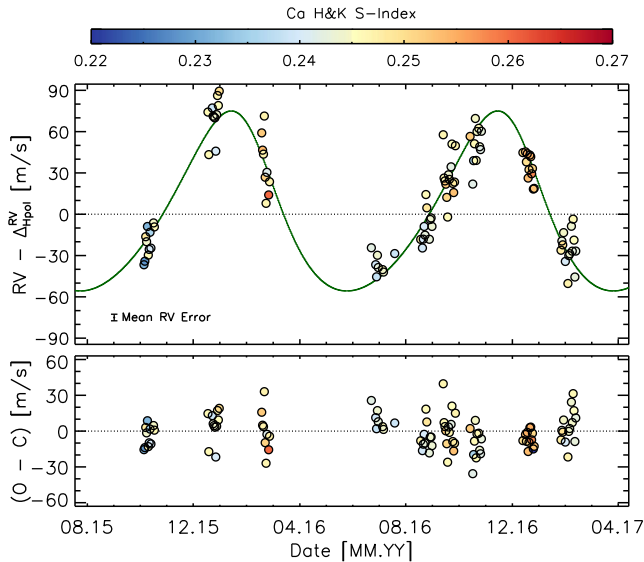 Ca H&K S-Index
0.22 0.23 0.24 0.25 0.26 0.27
RV - Δ^RV_Hpol [m/s]
90
60
30
0
-30
-60
-90
Mean RV Error
(O - C) [m/s]
60
30
0
-30
-60
08.15 12.15 04.16 08.16 12.16 04.17
Date [MM.YY]